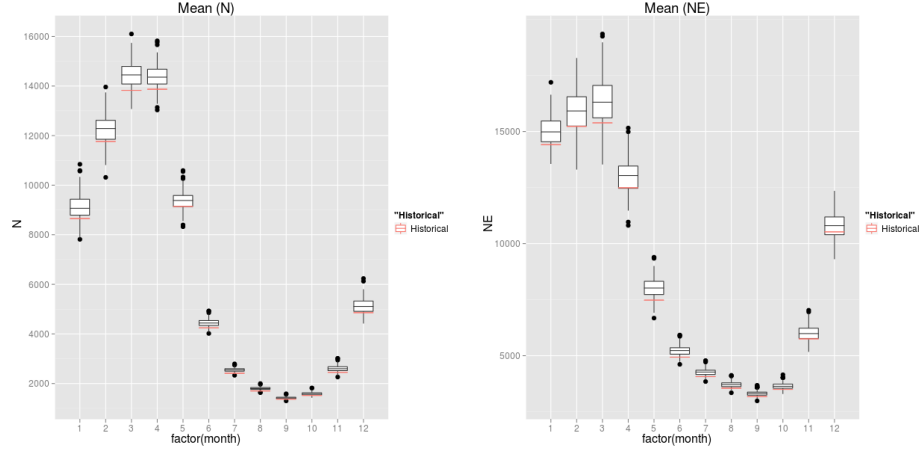 Mean (N)
16000
14000
12000
10000
8000
6000
4000
2000
N
1 2 3 4 5 6 7 8 9 10 11 12
factor(month)
"Historical"
Historical
Mean (NE)
15000
10000
5000
NE
1 2 3 4 5 6 7 8 9 10 11 12
factor(month)
"Historical"
Historical